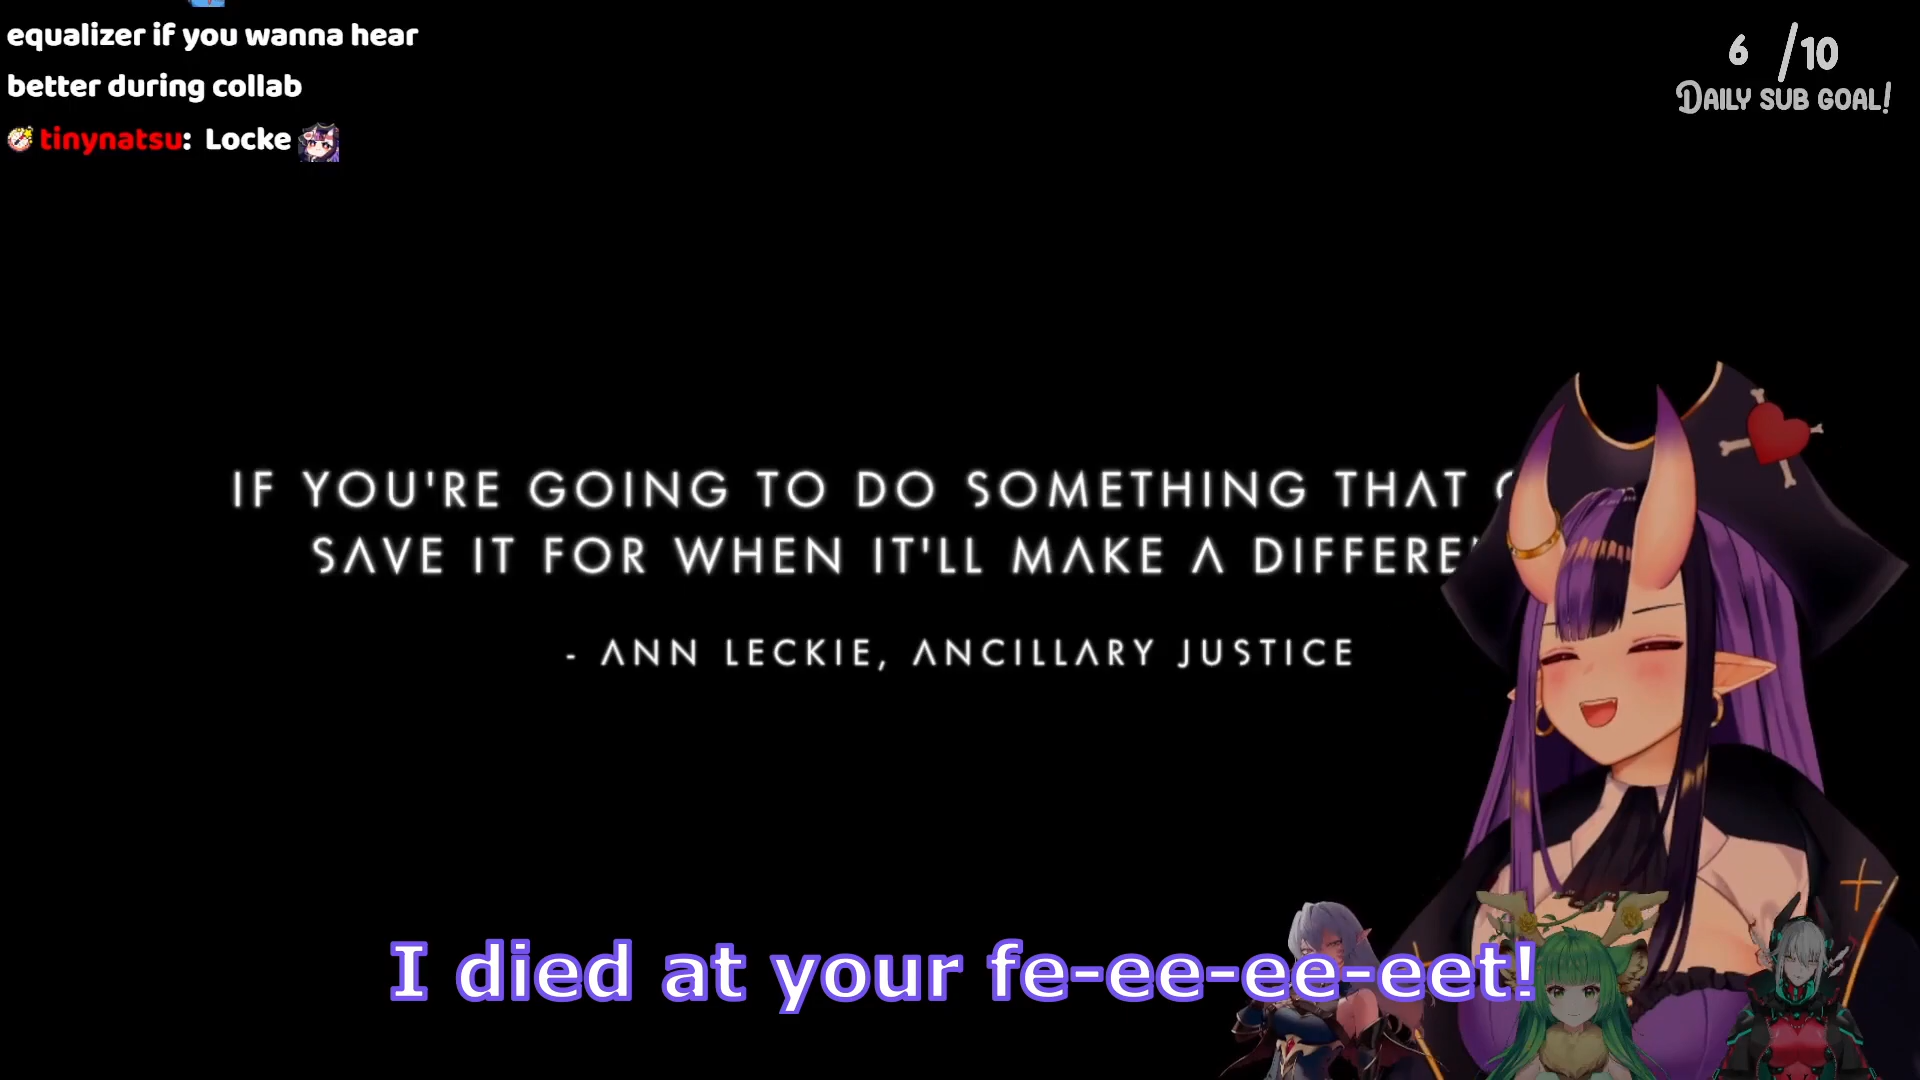 equalizer if you wanna hear
better during collab
tinynatsu: Locke
6 /10
DAILY SUB GOAL!
IF YOU'RE GOING TO DO SOMETHING THAT
SAVE IT FOR WHEN IT'LL MAKE A
- ANN LECKIE, ANCILLARY JUSTICE
I died at your fe-ee-ee-eet!